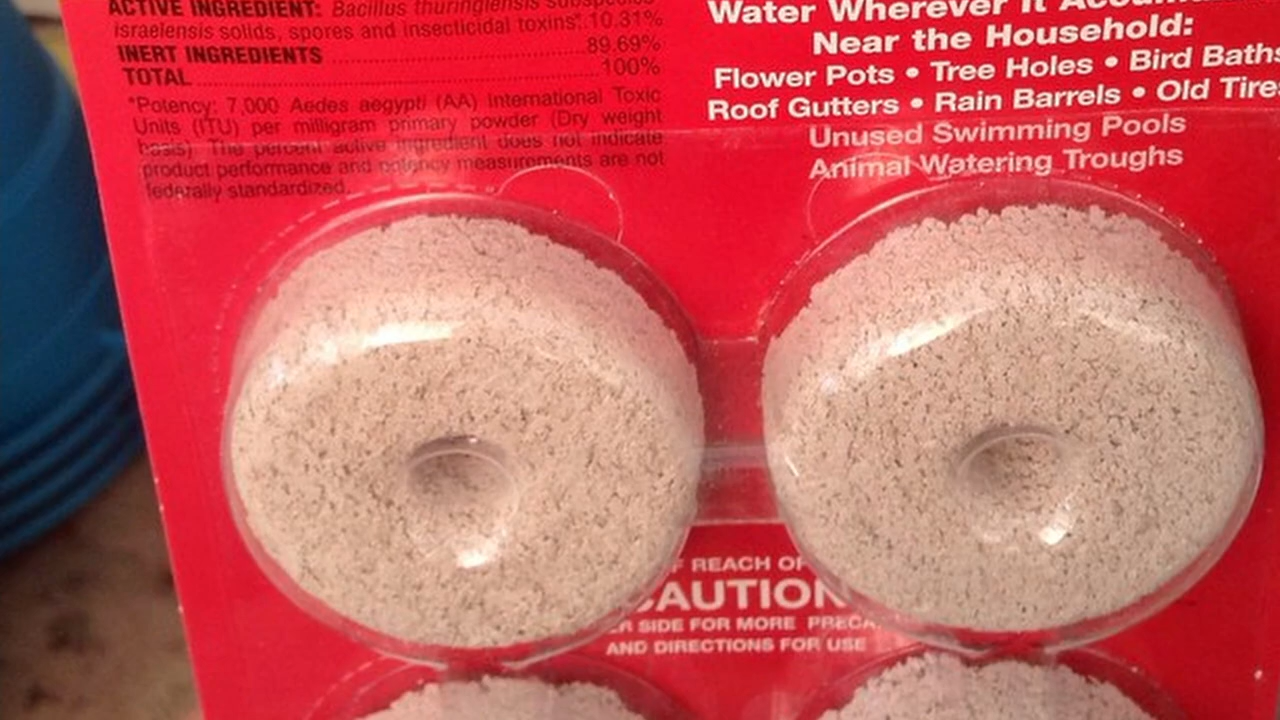 ACTIVE INGREDIENT: Bacillus thuringiensis subspecies
israelensis solids, spores and insecticidal toxins*. 10.31%
INERT INGREDIENTS ........ 89.69%
TOTAL ........ 100%
*Potency: 7,000 Aedes aegypti (AA) International Toxic
Units (ITU) per milligram primary powder (Dry weight
basis). The percent active ingredient does not indicate
product performance and potency measurements are not
federally standardized.
Water Wherever It
Near the Household:
Flower Pots • Tree Holes • Bird Baths
Roof Gutters • Rain Barrels • Old Tires
Unused Swimming Pools
Animal Watering Troughs
F REACH OF
CAUTION
ER SIDE FOR MORE PRECA
AND DIRECTIONS FOR USE